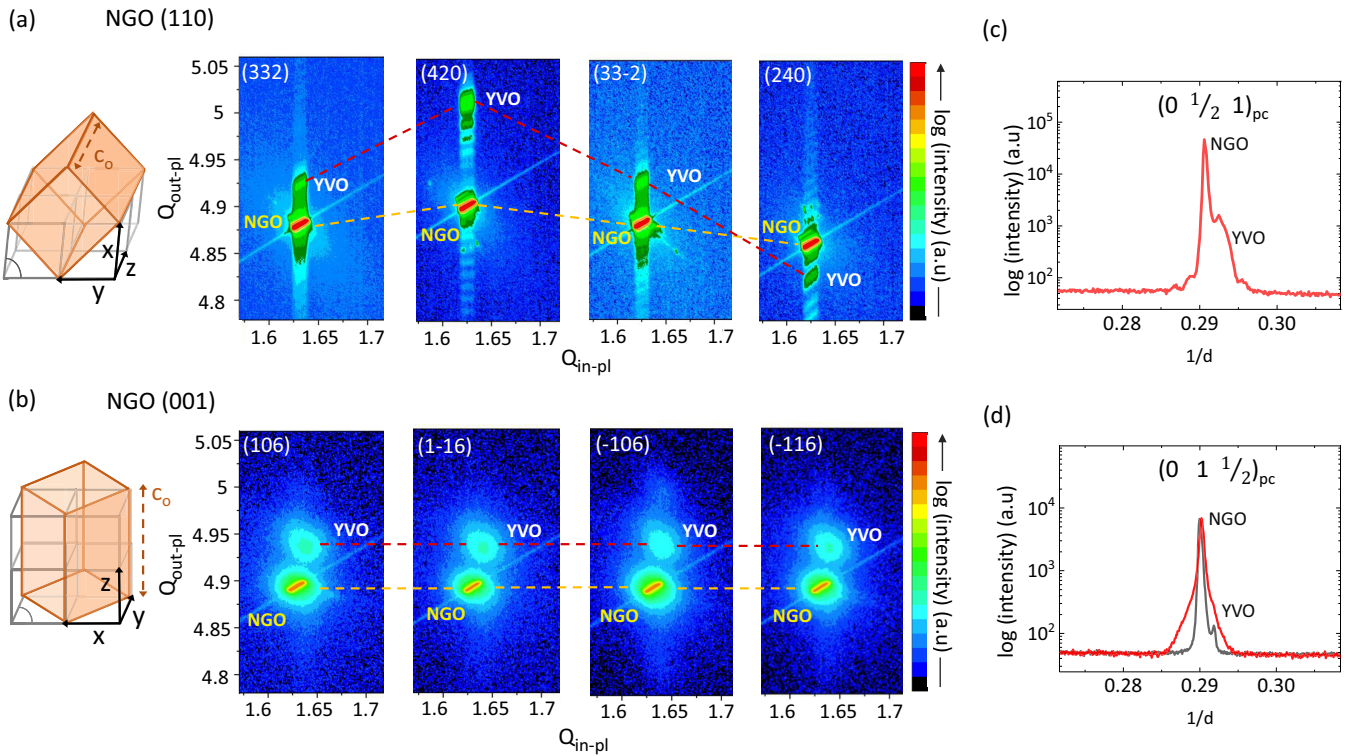 (a) NGO (110)
Q_out-pl
5.05
5
4.95
4.9
4.85
4.8
(332)
YVO
NGO
(420)
YVO
NGO
(33-2)
YVO
NGO
(240)
NGO
YVO
log (intensity) (a.u)
1.6 1.65 1.7
1.6 1.65 1.7
1.6 1.65 1.7
1.6 1.65 1.7
Q_in-pl
c_o
x
z
y
(b) NGO (001)
Q_out-pl
5.05
5
4.95
4.9
4.85
4.8
(106)
YVO
NGO
(1-16)
YVO
NGO
(-106)
YVO
NGO
(-116)
YVO
NGO
log (intensity) (a.u)
1.6 1.65 1.7
1.6 1.65 1.7
1.6 1.65 1.7
1.6 1.65 1.7
Q_in-pl
c_o
z
y
x
(c)
(0 1/2 1)_pc
log (intensity) (a.u)
10^5
10^4
10^3
10^2
NGO
YVO
0.28 0.29 0.30
1/d
(d)
(0 1 1/2)_pc
log (intensity) (a.u)
10^4
10^3
10^2
NGO
YVO
0.28 0.29 0.30
1/d